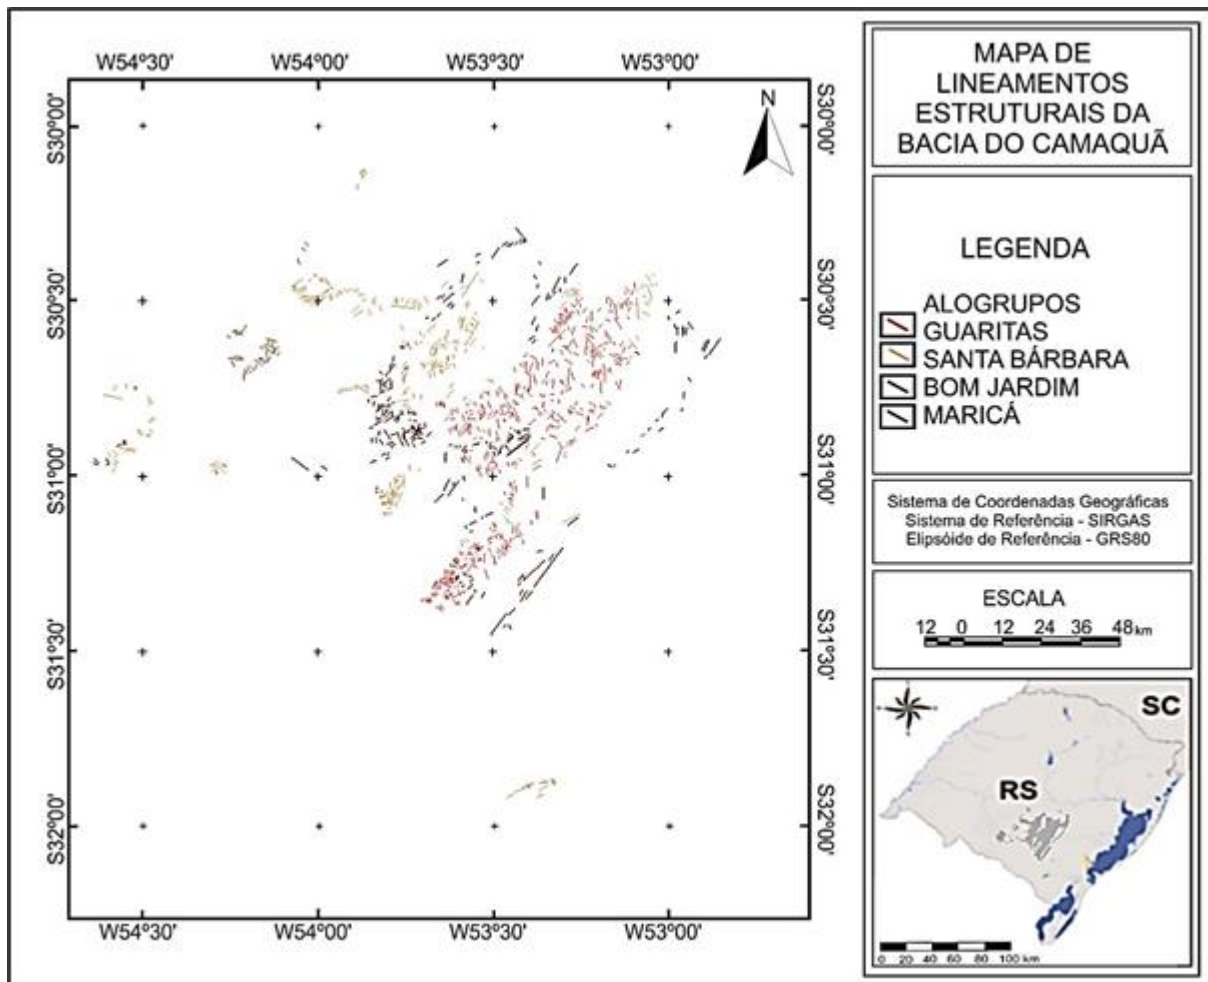 W54º30'
W54º00'
W53º30'
W53º00'
S30º00'
S30º30'
S31º00'
S31º30'
S32º00'
N
S30º00'
S30º30'
S31º00'
S31º30'
S32º00'
W54º30'
W54º00'
W53º30'
W53º00'
MAPA DE
LINEAMENTOS
ESTRUTURAIS DA
BACIA DO CAMAQUÃ
LEGENDA
ALOGRUPOS
GUARITAS
SANTA BÁRBARA
BOM JARDIM
MARICÁ
Sistema de Coordenadas Geográficas
Sistema de Referência - SIRGAS
Elipsóide de Referência - GRS80
ESCALA
12 0 12 24 36 48 km
SC
RS
0 20 40 60 80 100 km